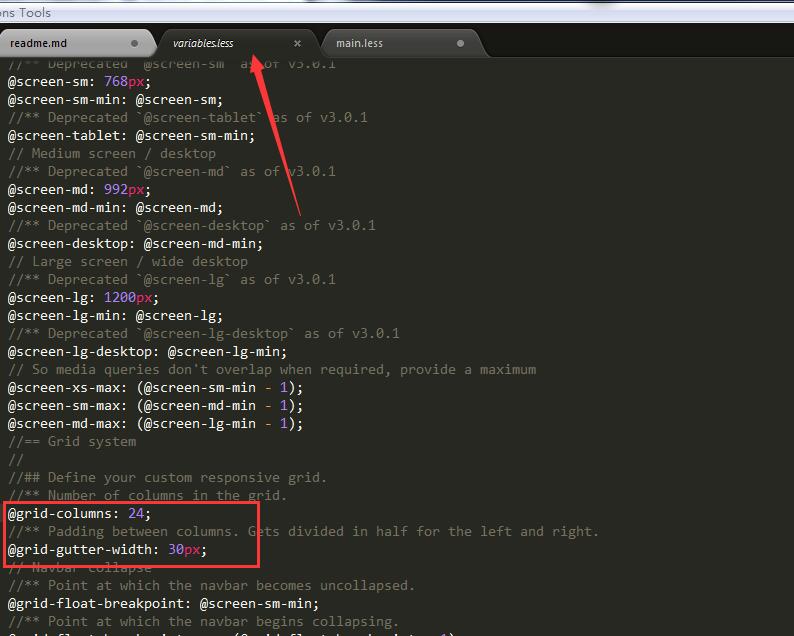 ons Tools
readme.md variables.less × main.less
//** Deprecated `@screen-sm` as of v3.0.1
@screen-sm: 768px;
@screen-sm-min: @screen-sm;
//** Deprecated `@screen-tablet` as of v3.0.1
@screen-tablet: @screen-sm-min;
// Medium screen / desktop
//** Deprecated `@screen-md` as of v3.0.1
@screen-md: 992px;
@screen-md-min: @screen-md;
//** Deprecated `@screen-desktop` as of v3.0.1
@screen-desktop: @screen-md-min;
// Large screen / wide desktop
//** Deprecated `@screen-lg` as of v3.0.1
@screen-lg: 1200px;
@screen-lg-min: @screen-lg;
//** Deprecated `@screen-lg-desktop` as of v3.0.1
@screen-lg-desktop: @screen-lg-min;
// So media queries don't overlap when required, provide a maximum
@screen-xs-max: (@screen-sm-min - 1);
@screen-sm-max: (@screen-md-min - 1);
@screen-md-max: (@screen-lg-min - 1);
//== Grid system
//
//## Define your custom responsive grid.
//** Number of columns in the grid.
@grid-columns: 24;
//** Padding between columns. Gets divided in half for the left and right.
@grid-gutter-width: 30px;
// Navbar collapse
//** Point at which the navbar becomes uncollapsed.
@grid-float-breakpoint: @screen-sm-min;
//** Point at which the navbar begins collapsing.